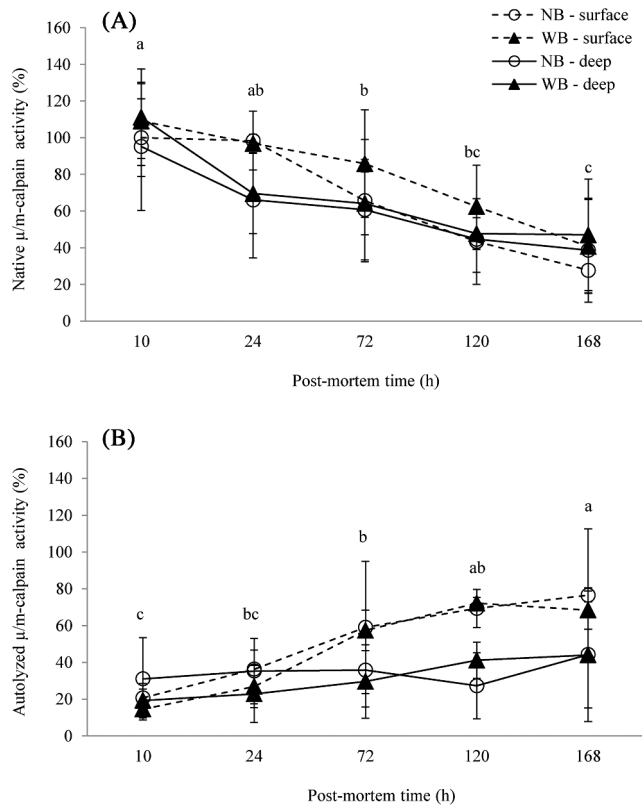 (A)
NB - surface
WB - surface
NB - deep
WB - deep
Native μ/m-calpain activity (%)
160
140
120
100
80
60
40
20
0
a
ab
b
bc
c
10 24 72 120 168
Post-mortem time (h)
(B)
Autolyzed μ/m-calpain activity (%)
160
140
120
100
80
60
40
20
0
c
bc
b
ab
a
10 24 72 120 168
Post-mortem time (h)